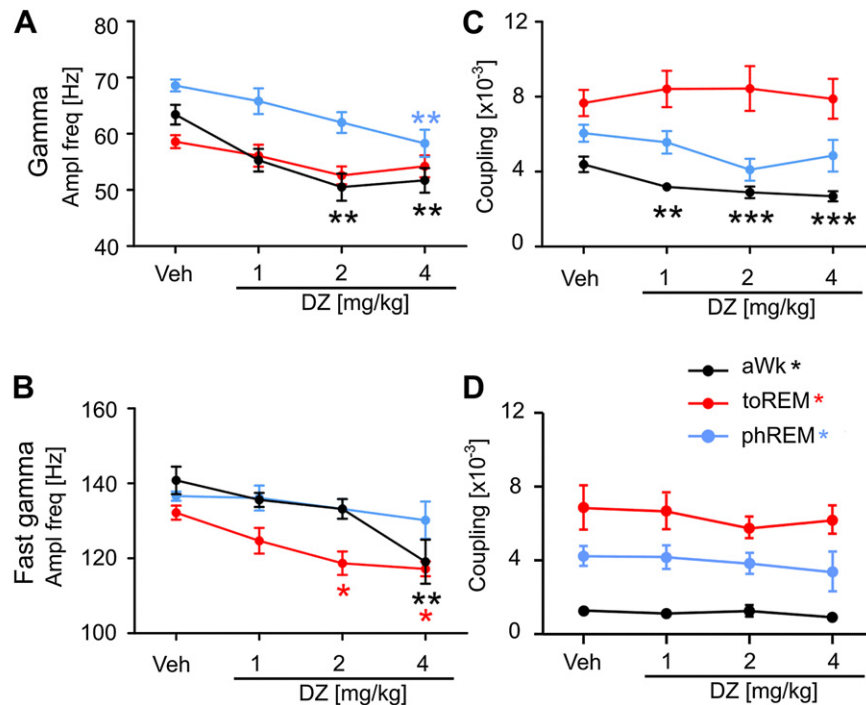 A
Gamma
Ampl freq [Hz]
80
70
60
50
40
**
**
**
Veh
1
2
4
DZ [mg/kg]
C
Coupling [x10-3]
12
8
4
0
**
***
***
Veh
1
2
4
DZ [mg/kg]
B
Fast gamma
Ampl freq [Hz]
160
140
120
100
*
**
*
Veh
1
2
4
DZ [mg/kg]
aWk*
toREM*
phREM*
D
Coupling [x10-3]
12
8
4
0
Veh
1
2
4
DZ [mg/kg]